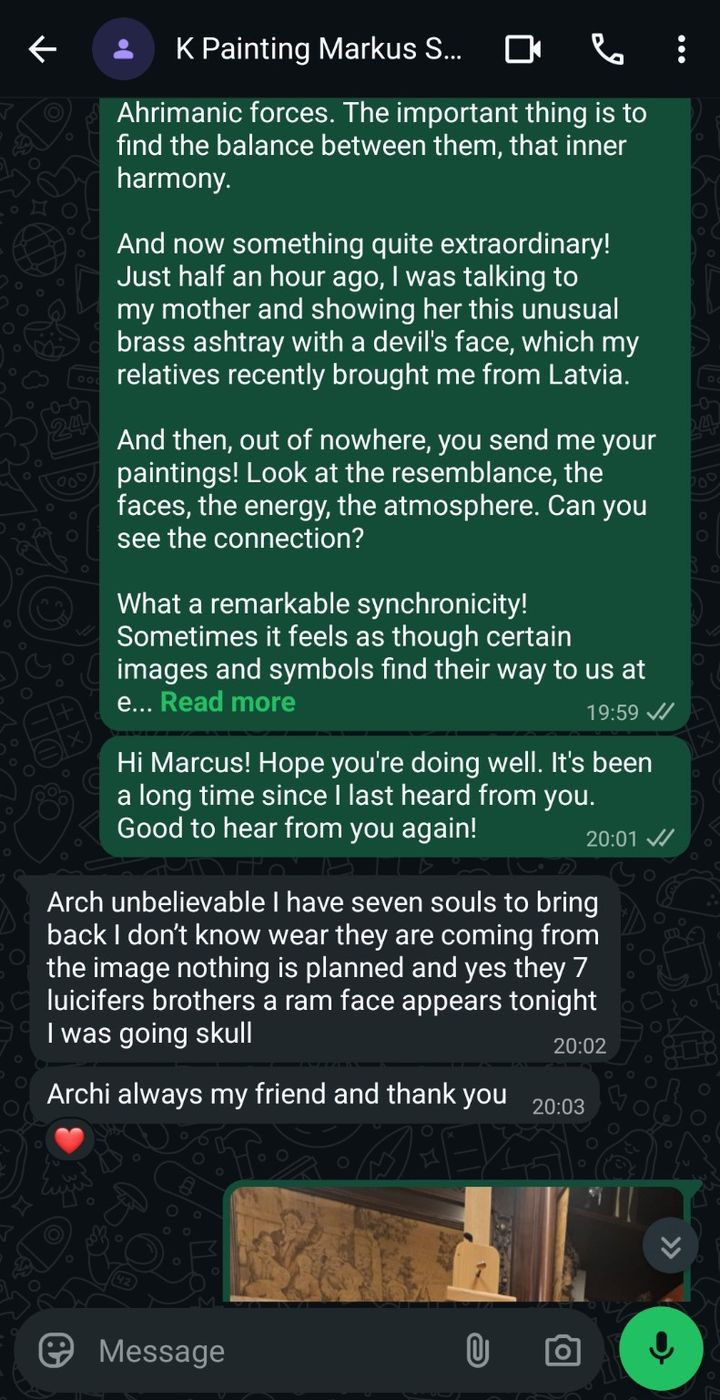 K Painting Markus S...
Ahrimanic forces. The important thing is to
find the balance between them, that inner
harmony.
And now something quite extraordinary!
Just half an hour ago, I was talking to
my mother and showing her this unusual
brass ashtray with a devil's face, which my
relatives recently brought me from Latvia.
And then, out of nowhere, you send me your
paintings! Look at the resemblance, the
faces, the energy, the atmosphere. Can you
see the connection?
What a remarkable synchronicity!
Sometimes it feels as though certain
images and symbols find their way to us at
e... Read more
19:59
Hi Marcus! Hope you're doing well. It's been
a long time since I last heard from you.
Good to hear from you again!
20:01
Arch unbelievable I have seven souls to bring
back I don’t know wear they are coming from
the image nothing is planned and yes they 7
luicifers brothers a ram face appears tonight
I was going skull
20:02
Archi always my friend and thank you
20:03
Message